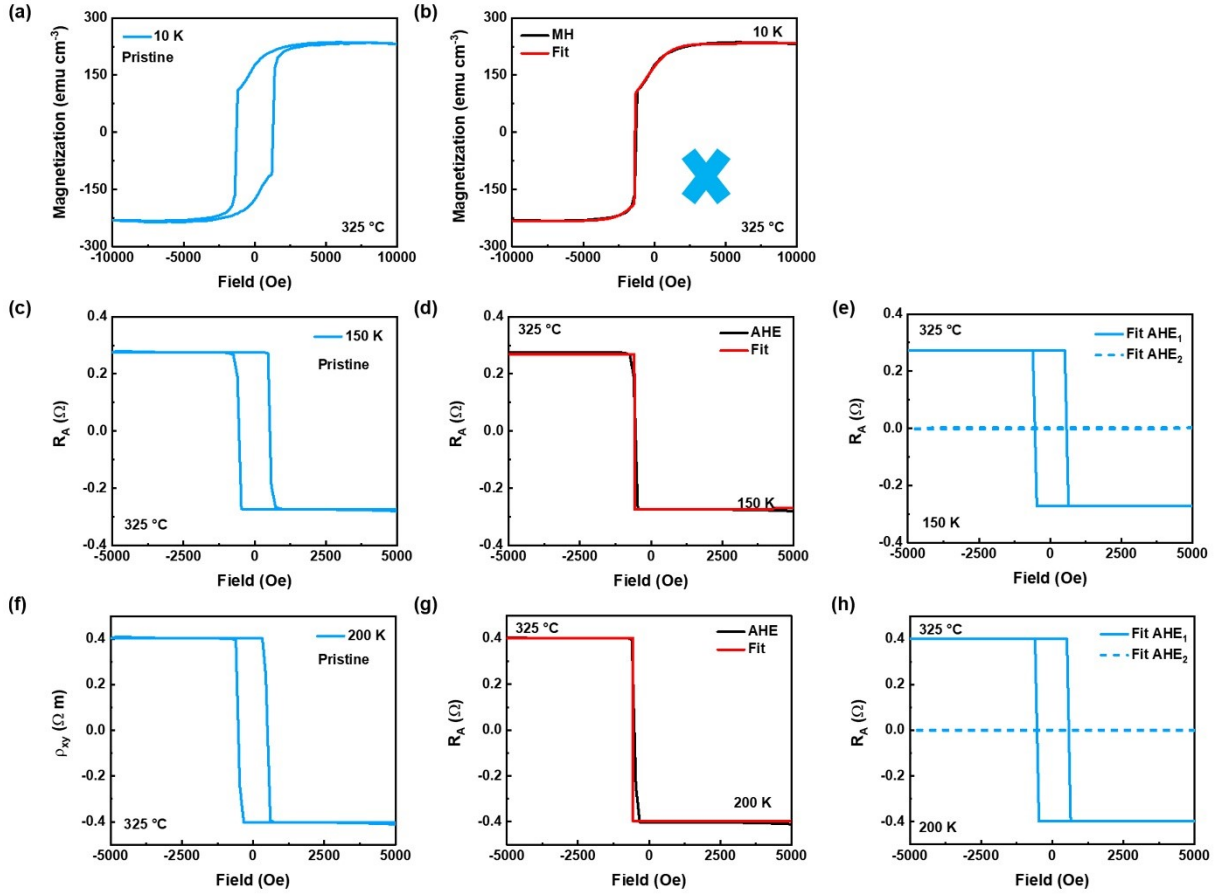 (a)
300
150
0
-150
-300
Magnetization (emu cm⁻³)
10 K
Pristine
325 °C
-10000 -5000 0 5000 10000
Field (Oe)
(b)
300
150
0
-150
-300
Magnetization (emu cm⁻³)
MH
Fit
10 K
325 °C
-10000 -5000 0 5000 10000
Field (Oe)
(c)
0.4
0.2
0.0
-0.2
-0.4
R_A (Ω)
150 K
Pristine
325 °C
-5000 -2500 0 2500 5000
Field (Oe)
(d)
0.4
0.2
0.0
-0.2
-0.4
R_A (Ω)
325 °C
AHE
Fit
150 K
-5000 -2500 0 2500 5000
Field (Oe)
(e)
0.4
0.2
0.0
-0.2
-0.4
R_A (Ω)
325 °C
Fit AHE₁
Fit AHE₂
150 K
-5000 -2500 0 2500 5000
Field (Oe)
(f)
0.4
0.2
0.0
-0.2
-0.4
ρ_xy (Ω m)
200 K
Pristine
325 °C
-5000 -2500 0 2500 5000
Field (Oe)
(g)
0.4
0.2
0.0
-0.2
-0.4
R_A (Ω)
325 °C
AHE
Fit
200 K
-5000 -2500 0 2500 5000
Field (Oe)
(h)
0.4
0.2
0.0
-0.2
-0.4
R_A (Ω)
325 °C
Fit AHE₁
Fit AHE₂
200 K
-5000 -2500 0 2500 5000
Field (Oe)